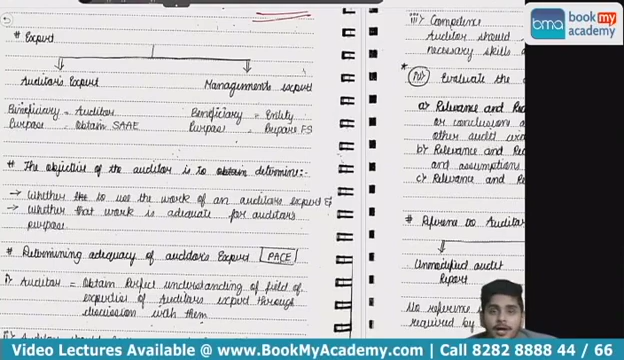 # Expert
Auditor's Expert
Management's expert
Beneficiary = Auditor
Purpose : Obtain SAAE
Beneficiary = Entity
Purpose : Prepare FS
# The objective of the auditor is to obtain determine:-
→ Whether to use the work of an auditor's expert &
→ Whether that work is adequate for auditor's
purpose
# Determining adequacy of auditor's Expert PACE
i) Auditor = Obtain Perfect understanding of field of
expertise of Auditors expert through
discussion with them
iii) Competence
Auditor should
necessary skills
iv) Evaluate the
a) Relevance and
or conclusion
other audit
b) Relevance and
and assumptions
c) Relevance and
# Reference to Auditor
Unmodified audit
Report
No reference
required by
bma book my academy
Video Lectures Available @ www.BookMyAcademy.com | Call 8282 8888 44 / 66